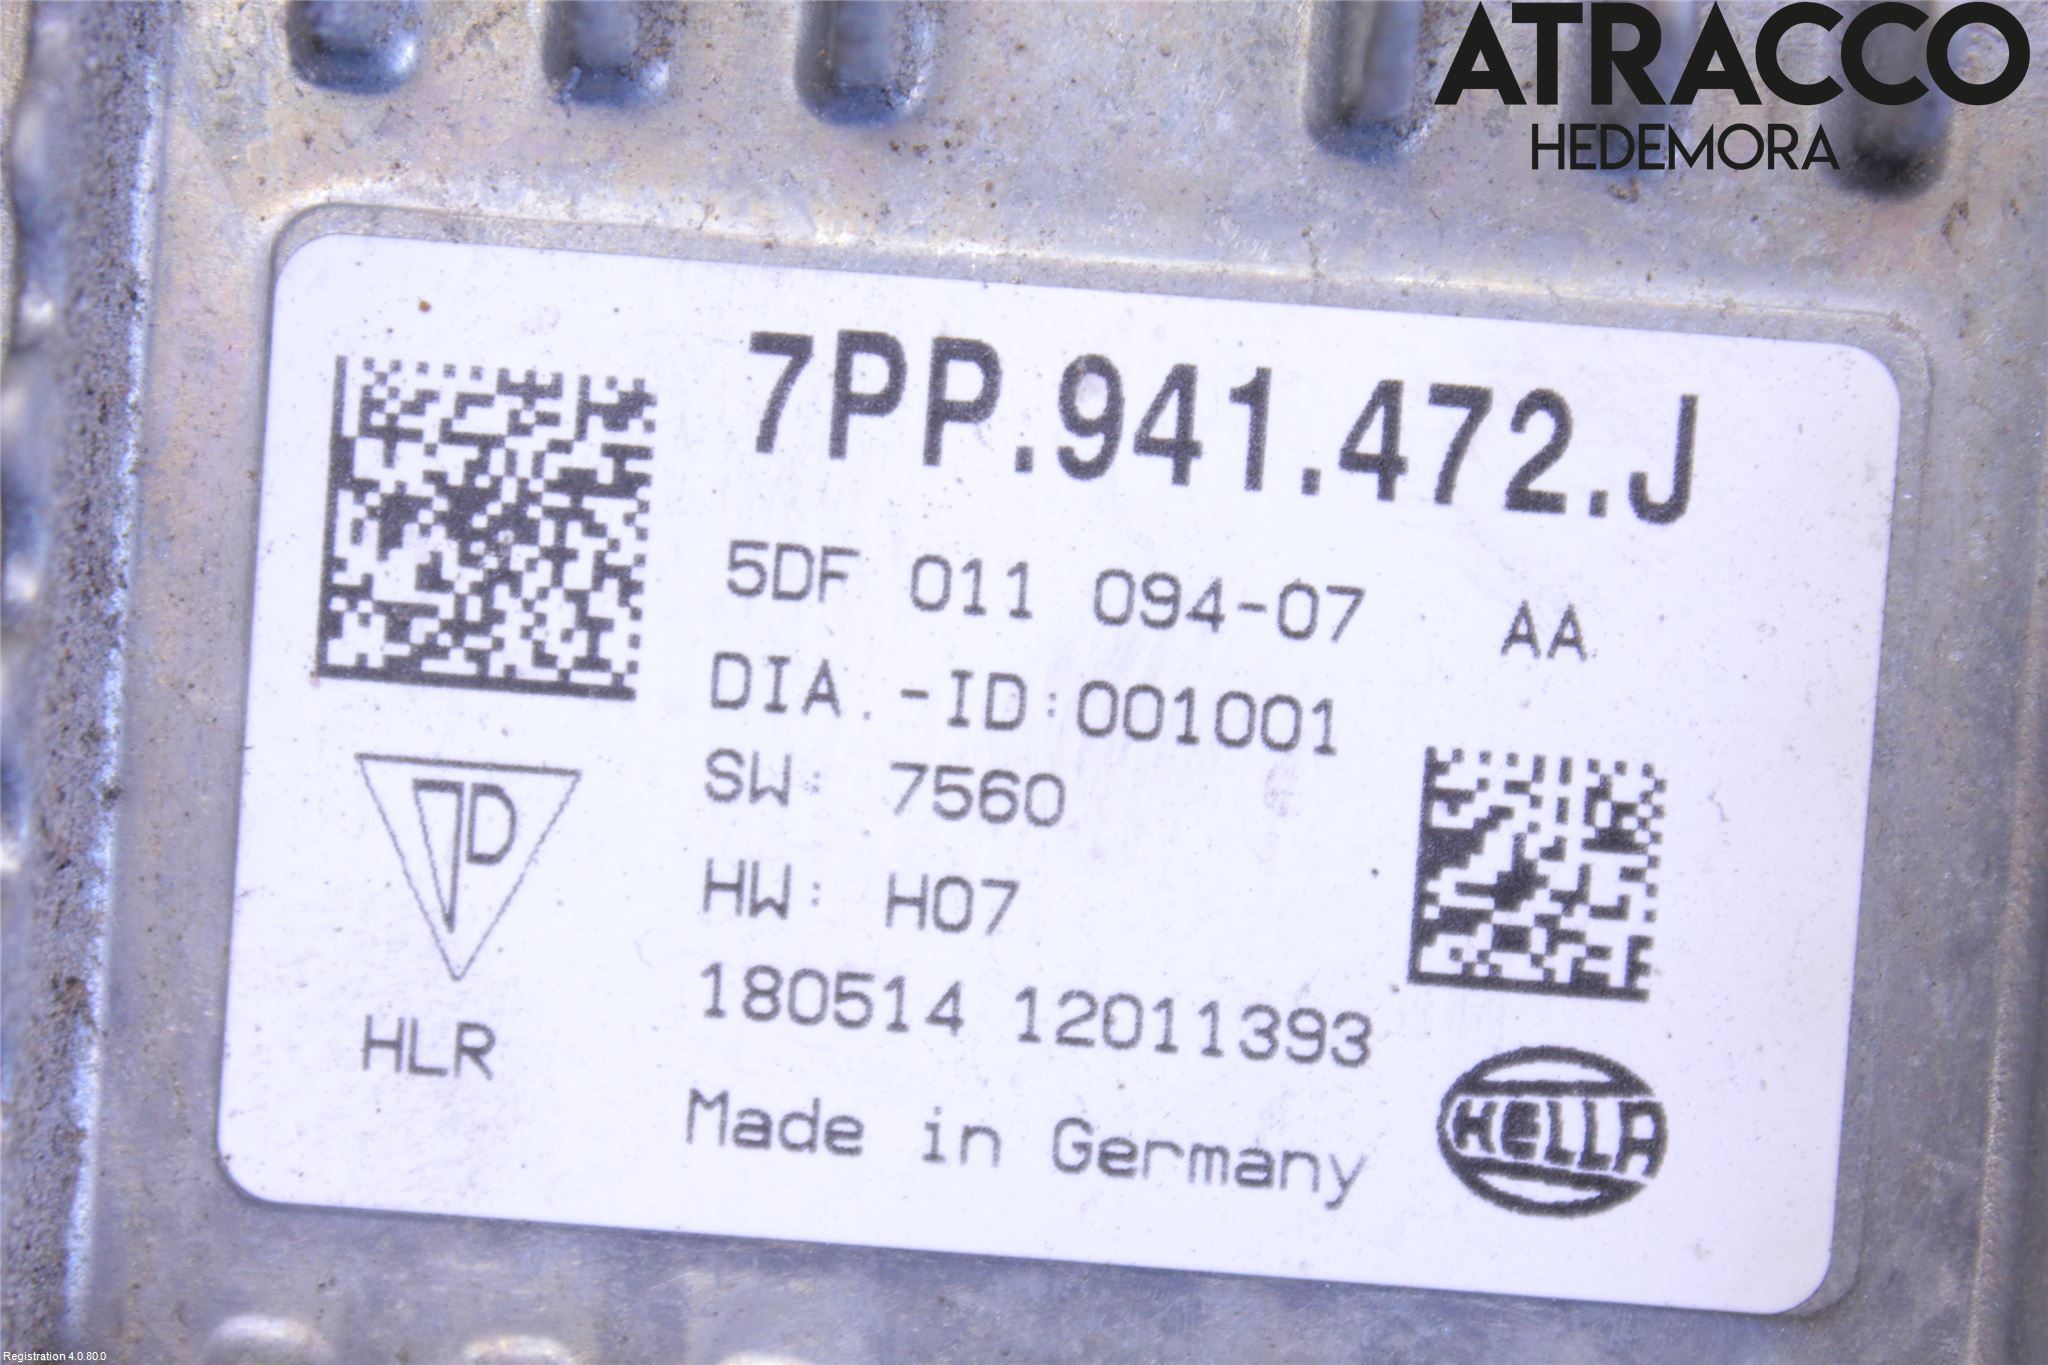 ATRACCO
HEDEMORA
7PP.941.472.J
5DF 011 094-07 AA
DIA.-ID:001001
SW: 7560
HW: H07
180514 12011393
Made in Germany
HLR
HELLA
Registration 4.0.80.0